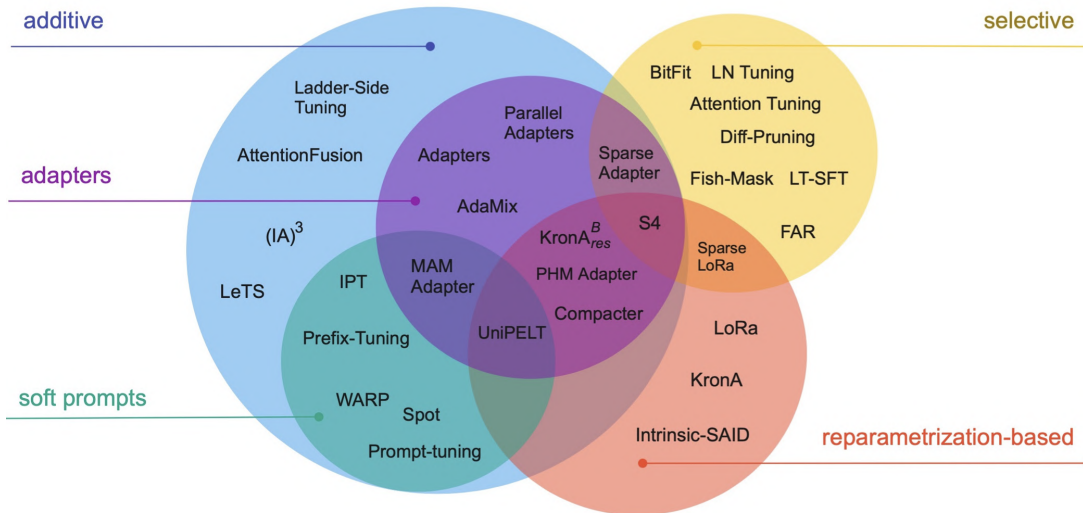 additive
selective
BitFit LN Tuning
Ladder-Side
Tuning
Attention Tuning
Parallel
Adapters
Diff-Pruning
AttentionFusion
Adapters
Sparse
Adapter
adapters
Fish-Mask LT-SFT
AdaMix
(IA)³
KronA^B_res
S4
FAR
Sparse
LoRa
MAM
Adapter
PHM Adapter
IPT
LeTS
Compacter
Prefix-Tuning
UniPELT
LoRa
KronA
soft prompts
WARP
Spot
Intrinsic-SAID
reparametrization-based
Prompt-tuning